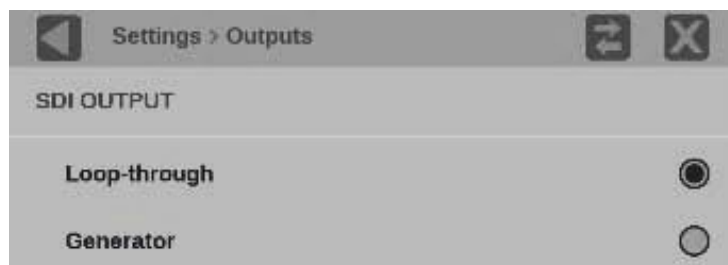 Settings > Outputs
SDI OUTPUT
Loop-through
Generator